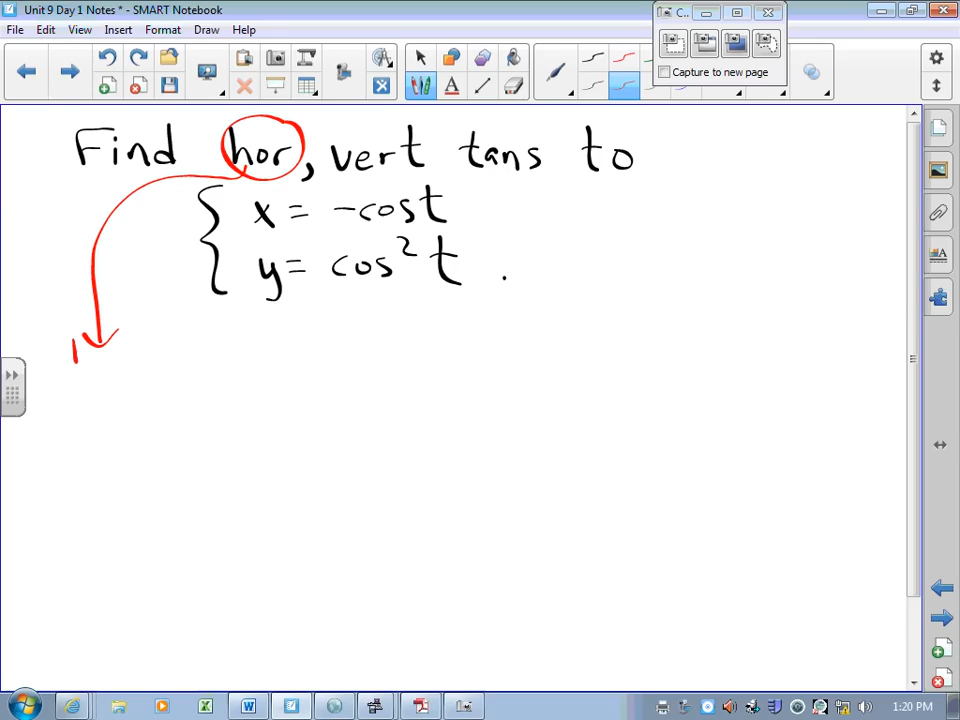 Unit 9 Day 1 Notes * - SMART Notebook
C..
File Edit View Insert Format Draw Help
Capture to new page
Find hor, vert tans to
x = -cost
y = cos² t .
1:20 PM